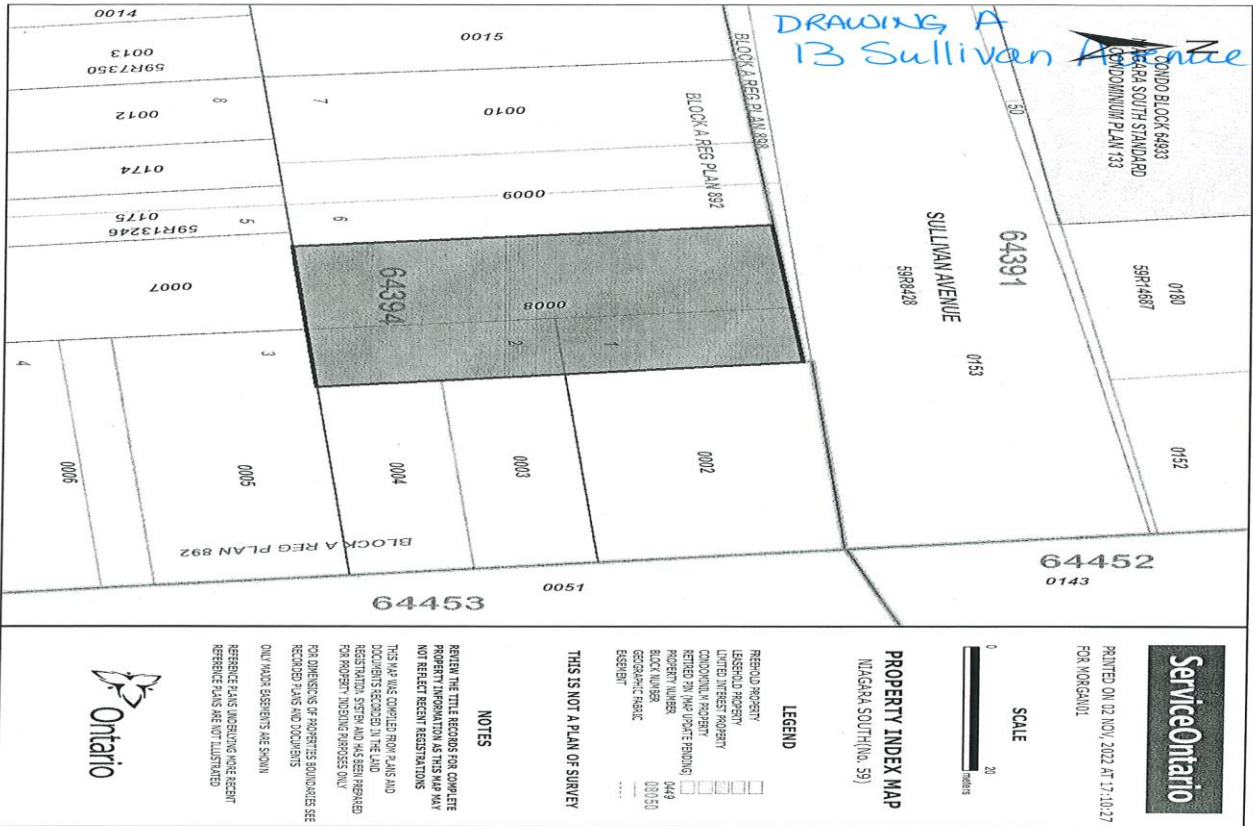 DRAWING A
13 Sullivan Avenue
N
CONDO BLOCK 64933
NIAGARA SOUTH STANDARD
CONDOMINIUM PLAN 133
0014
0013
59R7350
0012
0174
0175
59R13246
0007
8
5
7
6
0015
0010
0009
BLOCK A REG PLAN 898
BLOCK A REG PLAN 892
50
SULLIVAN AVENUE
59R8428
64391
0153
0180
59R14687
0152
64394
0008
1
2
3
4
0002
0003
0004
0005
0006
BLOCK A REG PLAN 892
0051
64453
64452
0143
ServiceOntario
PRINTED ON 02 NOV, 2022 AT 17:10:27
FOR MORGAN01
SCALE
0 20
meters
PROPERTY INDEX MAP
NIAGARA SOUTH(No. 59)
LEGEND
FREEHOLD PROPERTY
LEASEHOLD PROPERTY
LIMITED INTEREST PROPERTY
CONDOMINIUM PROPERTY
RETIRED PIN (MAP UPDATE PENDING)
PROPERTY NUMBER 0449
BLOCK NUMBER 08050
GEOGRAPHIC FABRIC
EASEMENT
THIS IS NOT A PLAN OF SURVEY
NOTES
REVIEW THE TITLE RECORDS FOR COMPLETE
PROPERTY INFORMATION AS THIS MAP MAY
NOT REFLECT RECENT REGISTRATIONS
THIS MAP WAS COMPILED FROM PLANS AND
DOCUMENTS RECORDED IN THE LAND
REGISTRATION SYSTEM AND HAS BEEN PREPARED
FOR PROPERTY INDEXING PURPOSES ONLY
FOR DIMENSIONS OF PROPERTIES BOUNDARIES SEE
RECORDED PLANS AND DOCUMENTS
ONLY MAJOR EASEMENTS ARE SHOWN
REFERENCE PLANS UNDERLYING MORE RECENT
REFERENCE PLANS ARE NOT ILLUSTRATED
Ontario